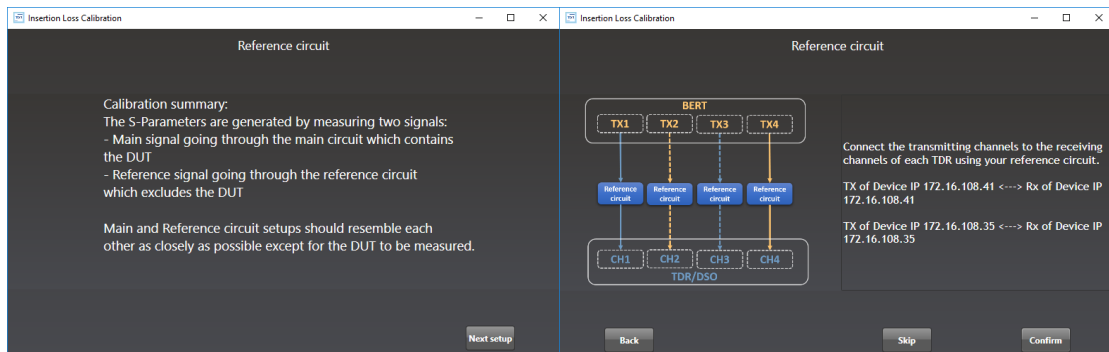 Insertion Loss Calibration
Reference circuit
Calibration summary:
The S-Parameters are generated by measuring two signals:
- Main signal going through the main circuit which contains
the DUT
- Reference signal going through the reference circuit
which excludes the DUT
Main and Reference circuit setups should resemble each
other as closely as possible except for the DUT to be measured.
Next setup
Insertion Loss Calibration
Reference circuit
BERT
TX1 TX2 TX3 TX4
Reference Reference Reference Reference
circuit circuit circuit circuit
CH1 CH2 CH3 CH4
TDR/DSO
Connect the transmitting channels to the receiving
channels of each TDR using your reference circuit.
TX of Device IP 172.16.108.41 <---> Rx of Device IP
172.16.108.41
TX of Device IP 172.16.108.35 <---> Rx of Device IP
172.16.108.35
Back
Skip
Confirm